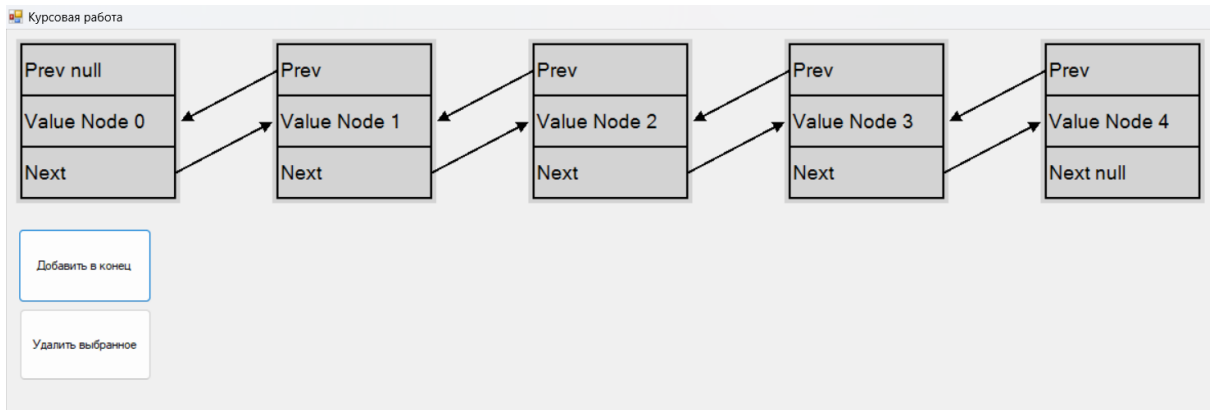 Курсовая работа
Prev null Prev Prev Prev Prev
Value Node 0 Value Node 1 Value Node 2 Value Node 3 Value Node 4
Next Next Next Next Next null
Добавить в конец
Удалить выбранное